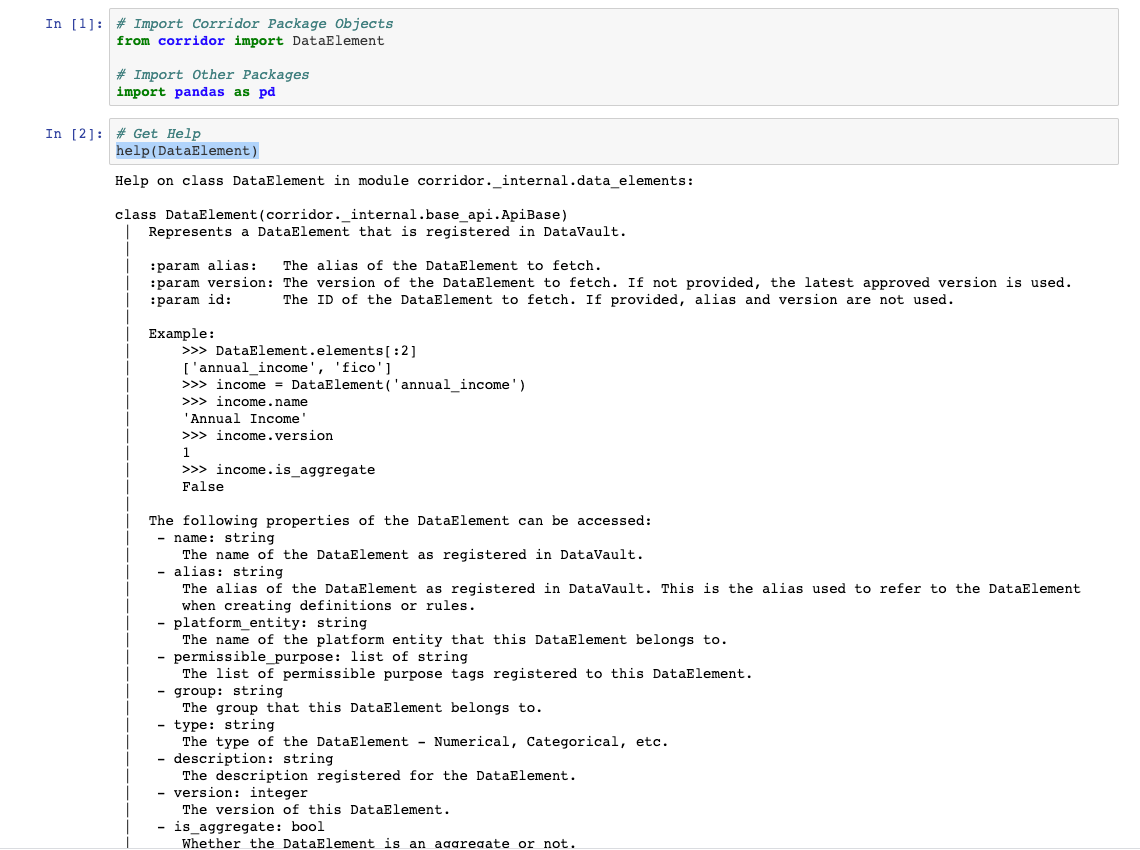 In [1]: # Import Corridor Package Objects
from corridor import DataElement
# Import Other Packages
import pandas as pd
In [2]: # Get Help
help(DataElement)
Help on class DataElement in module corridor._internal.data_elements:
class DataElement(corridor._internal.base_api.ApiBase)
 |  Represents a DataElement that is registered in DataVault.
 |
 |  :param alias:   The alias of the DataElement to fetch.
 |  :param version: The version of the DataElement to fetch. If not provided, the latest approved version is used.
 |  :param id:      The ID of the DataElement to fetch. If provided, alias and version are not used.
 |
 |  Example:
 |      >>> DataElement.elements[:2]
 |      ['annual_income', 'fico']
 |      >>> income = DataElement('annual_income')
 |      >>> income.name
 |      'Annual Income'
 |      >>> income.version
 |      1
 |      >>> income.is_aggregate
 |      False
 |
 |  The following properties of the DataElement can be accessed:
 |   - name: string
 |      The name of the DataElement as registered in DataVault.
 |   - alias: string
 |      The alias of the DataElement as registered in DataVault. This is the alias used to refer to the DataElement
 |      when creating definitions or rules.
 |   - platform_entity: string
 |      The name of the platform entity that this DataElement belongs to.
 |   - permissible_purpose: list of string
 |      The list of permissible purpose tags registered to this DataElement.
 |   - group: string
 |      The group that this DataElement belongs to.
 |   - type: string
 |      The type of the DataElement - Numerical, Categorical, etc.
 |   - description: string
 |      The description registered for the DataElement.
 |   - version: integer
 |      The version of this DataElement.
 |   - is_aggregate: bool
 |      Whether the DataElement is an aggregate or not.